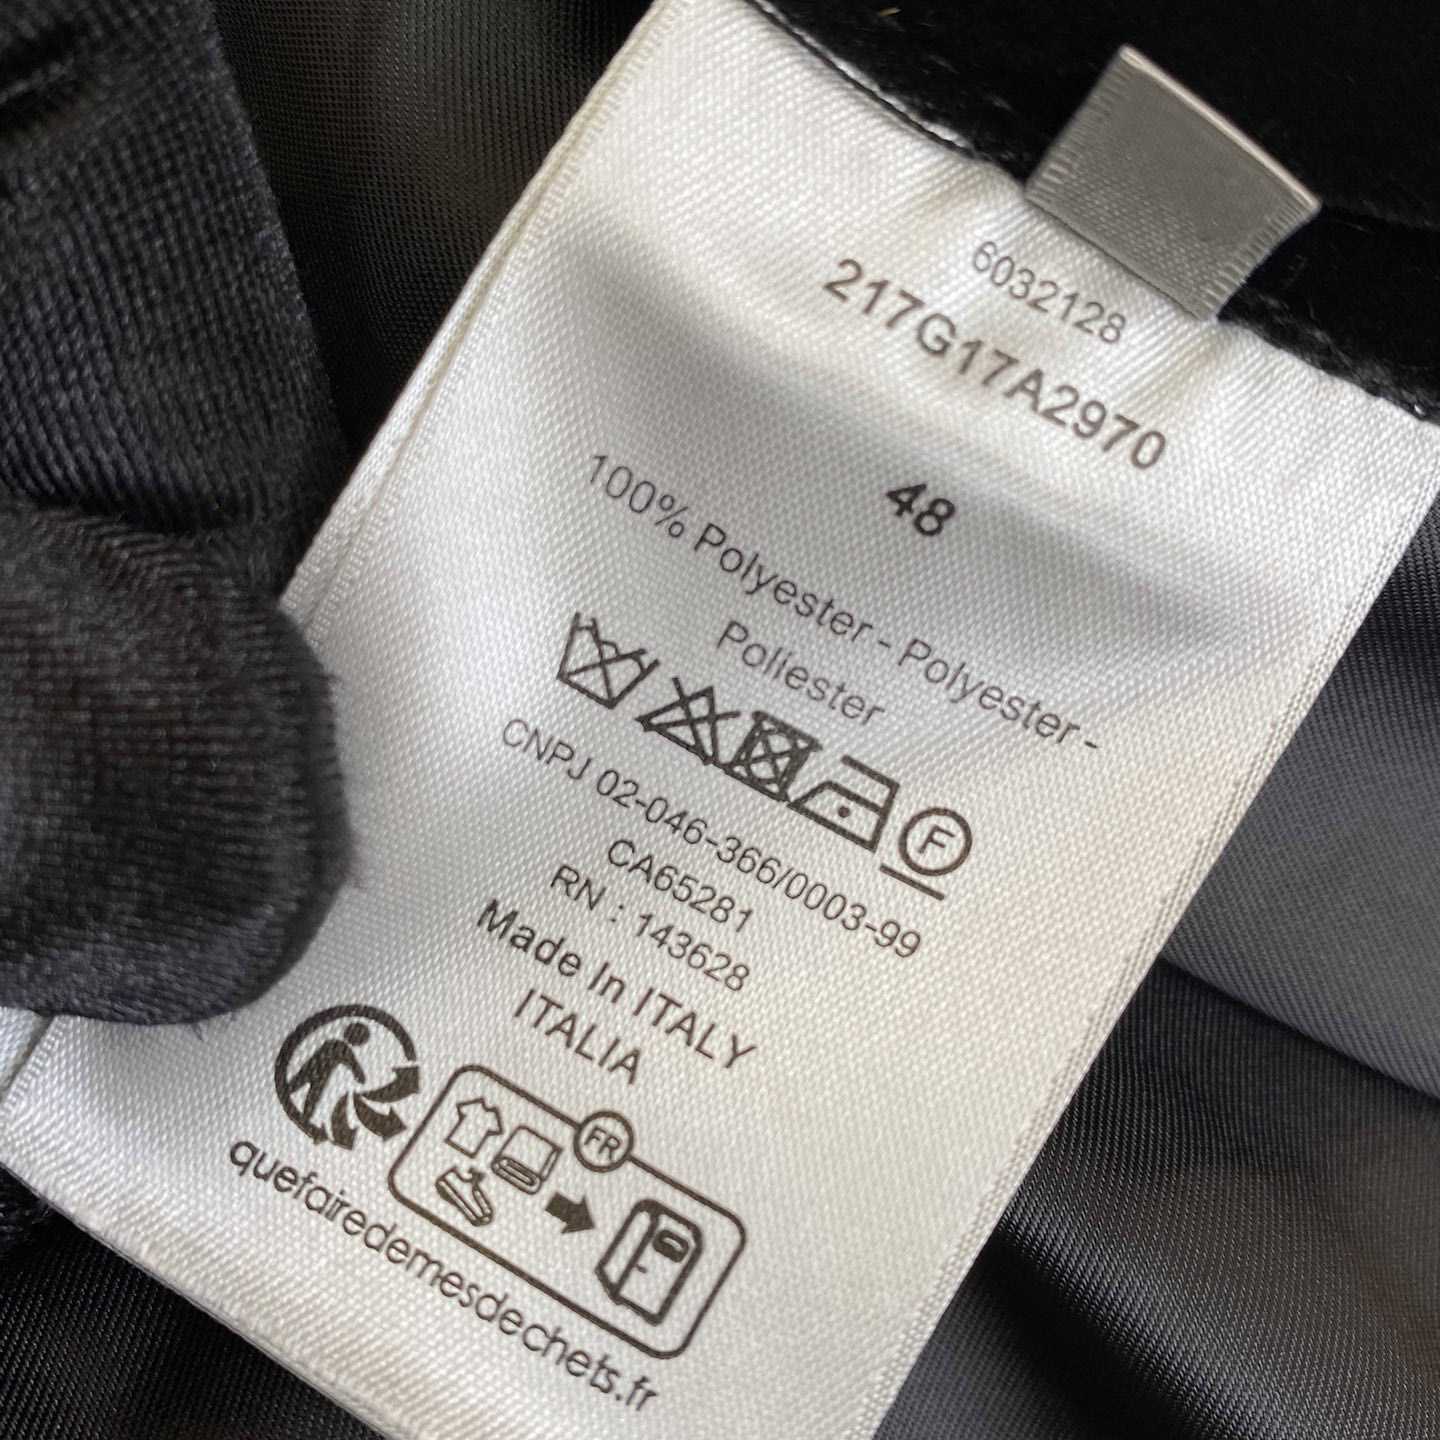 6032128
217G17A2970
48
100% Polyester - Polyester -
Poliester
F
CNPJ 02-046-366/0003-99
CA65281
RN : 143628
Made In ITALY
ITALIA
FR
quefairedemesdechets.fr